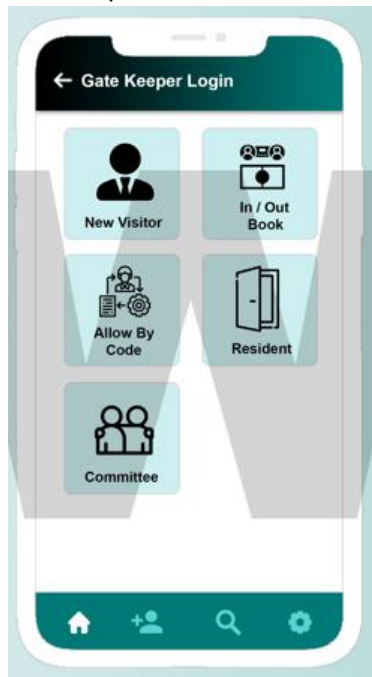 Gate Keeper Login
New Visitor
In / Out
Book
Allow By
Code
Resident
Committee
W